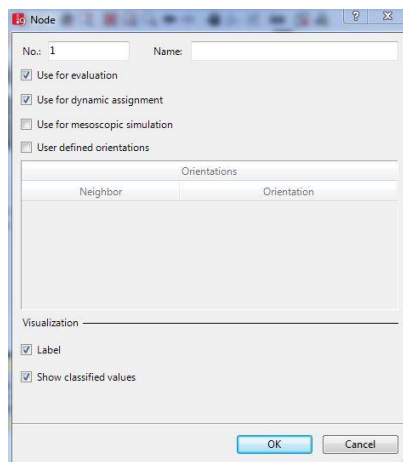 Node
No.: 1 Name:
Use for evaluation
Use for dynamic assignment
Use for mesoscopic simulation
User defined orientations
Orientations
Neighbor Orientation
Visualization
Label
Show classified values
OK Cancel